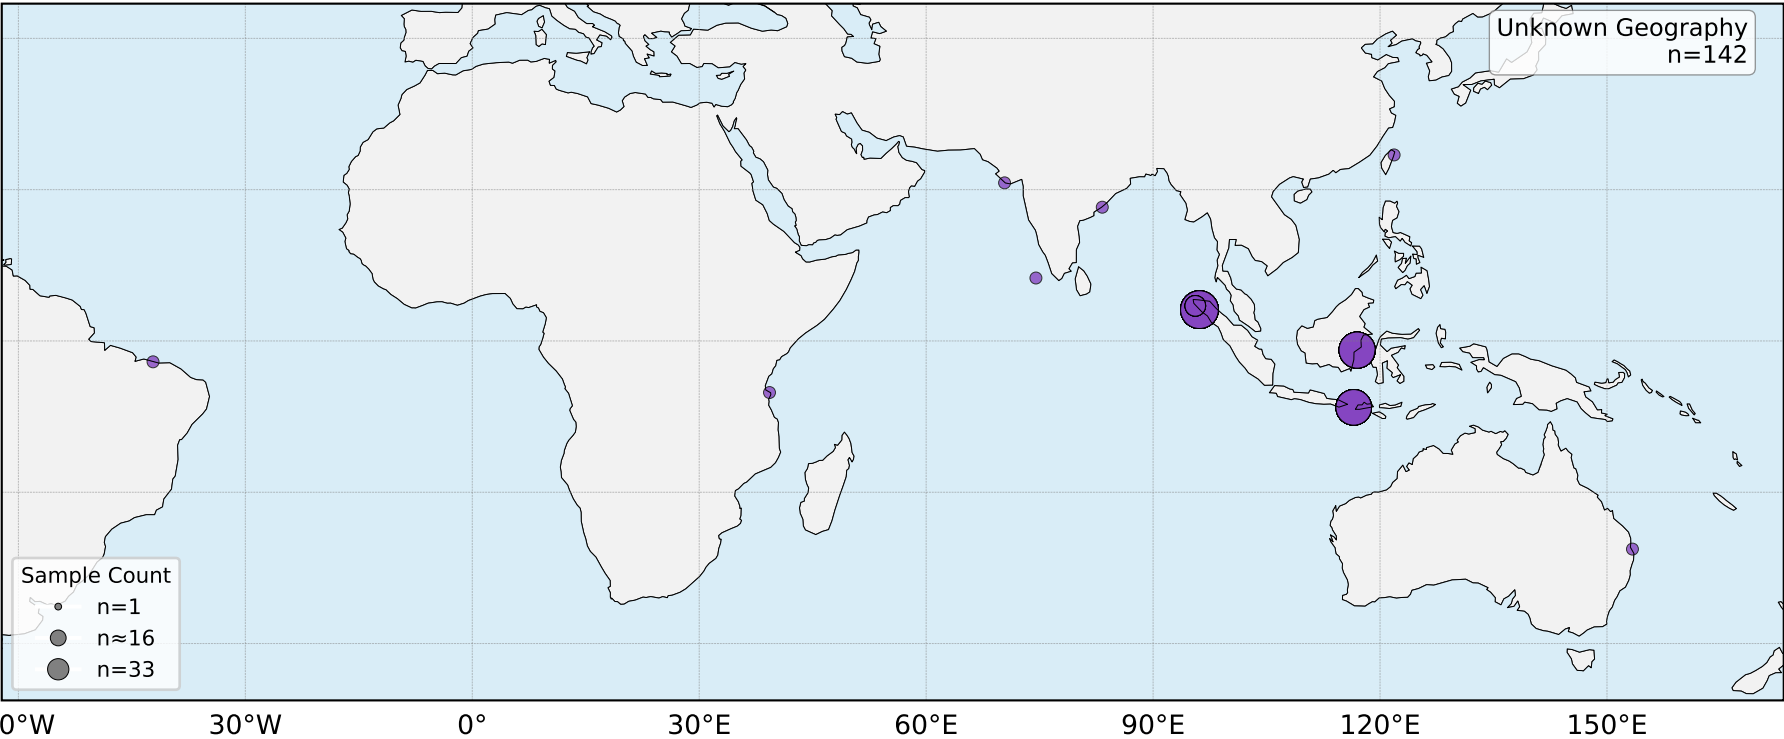 Unknown Geography
n=142
Sample Count
n=1
n≈16
n=33
0°W
30°W
0°
30°E
60°E
90°E
120°E
150°E